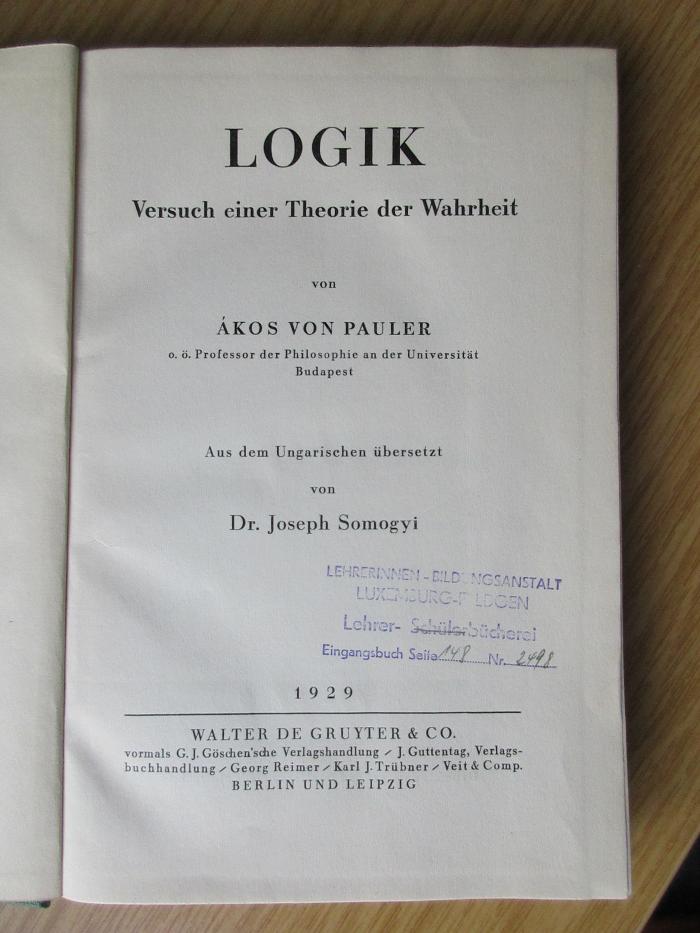 LOGIK
Versuch einer Theorie der Wahrheit
von
ÁKOS VON PAULER
o. ö. Professor der Philosophie an der Universität
Budapest
Aus dem Ungarischen übersetzt
von
Dr. Joseph Somogyi
LEHRERINNEN-BILDUNGSANSTALT
LUXEMBURG-
Lehrer- Schülerbücherei
Eingangsbuch Seite 148 Nr. 2498
1929
WALTER DE GRUYTER & CO.
vormals G. J. Göschen'sche Verlagshandlung / J. Guttentag, Verlags-
buchhandlung / Georg Reimer / Karl J. Trübner / Veit & Comp.
BERLIN UND LEIPZIG